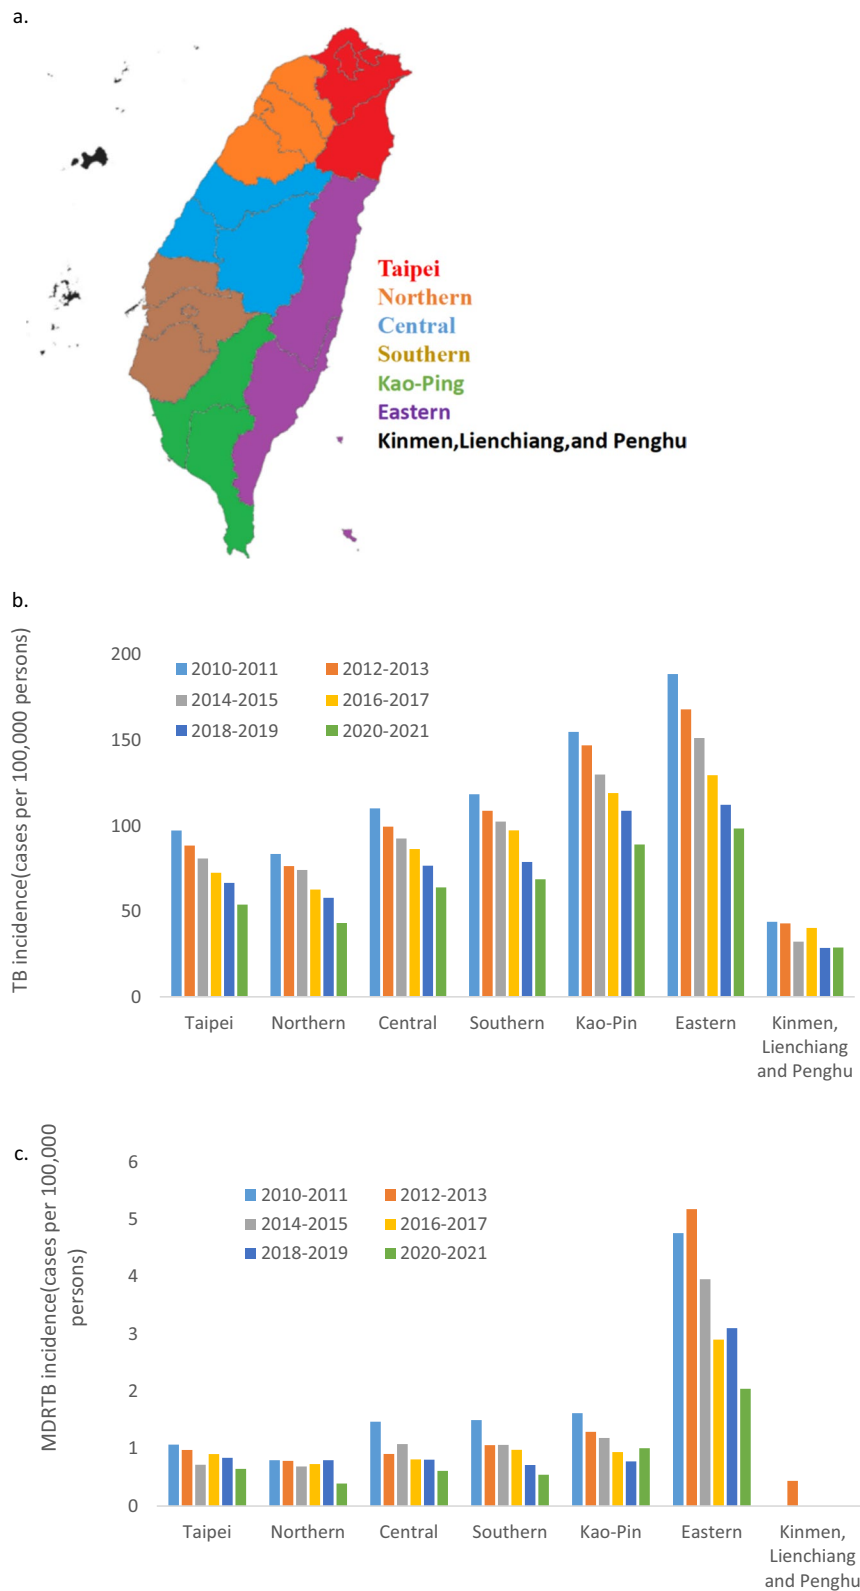 a.
Taipei
Northern
Central
Southern
Kao-Ping
Eastern
Kinmen,Lienchiang,and Penghu
b.
TB incidence(cases per 100,000 persons)
200
150
100
50
0
2010-2011 2012-2013
2014-2015 2016-2017
2018-2019 2020-2021
Taipei Northern Central Southern Kao-Pin Eastern Kinmen,
Lienchiang
and Penghu
c.
MDRTB incidence(cases per 100,000
persons)
6
5
4
3
2
1
0
2010-2011 2012-2013
2014-2015 2016-2017
2018-2019 2020-2021
Taipei Northern Central Southern Kao-Pin Eastern Kinmen,
Lienchiang
and Penghu